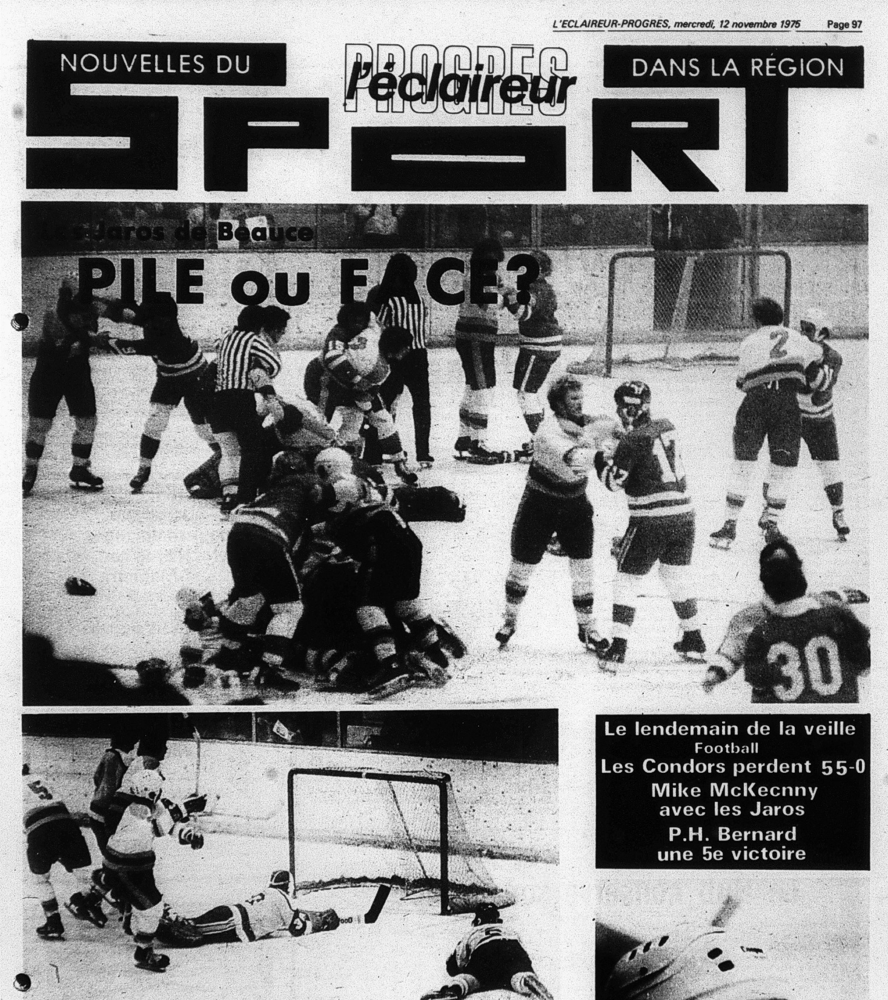 L'ECLAIREUR-PROGRES, mercredi, 12 novembre 1975 Page 97
NOUVELLES DU
PROGRÈS
l'éclaireur
DANS LA RÉGION
SPORT
Les Jaros de Beauce
PILE ou FACE?
2
30
Le lendemain de la veille
Football
Les Condors perdent 55-0
Mike McKecnny
avec les Jaros
P.H. Bernard
une 5e victoire